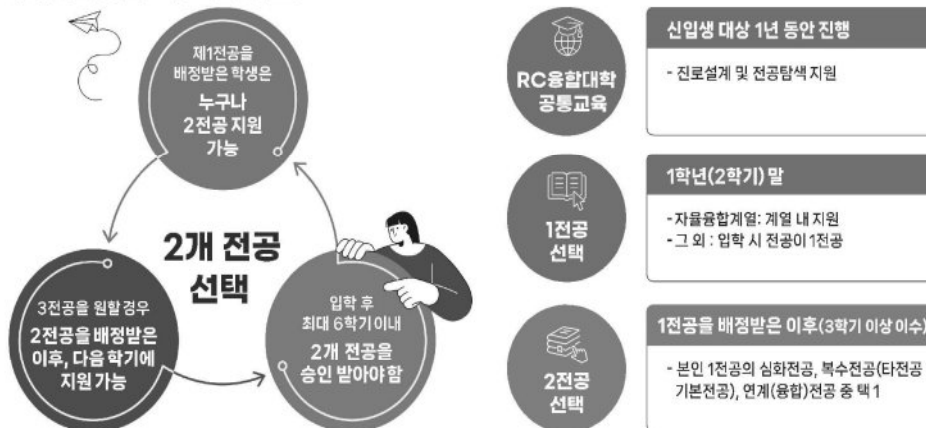 제1전공을
배정받은 학생은
누구나
2전공 지원
가능
2개 전공
선택
3전공을 원할 경우
2전공을 배정받은
이후, 다음 학기에
지원 가능
입학 후
최대 6학기 이내
2개 전공을
승인 받아야 함
RC융합대학
공통교육
신입생 대상 1년 동안 진행
- 진로설계 및 전공탐색 지원
1전공
선택
1학년(2학기) 말
- 자율융합계열: 계열 내 지원
- 그 외 : 입학 시 전공이 1전공
2전공
선택
1전공을 배정받은 이후(3학기 이상 이수)
- 본인 1전공의 심화전공, 복수전공(타전공
기본전공), 연계(융합)전공 중 택 1